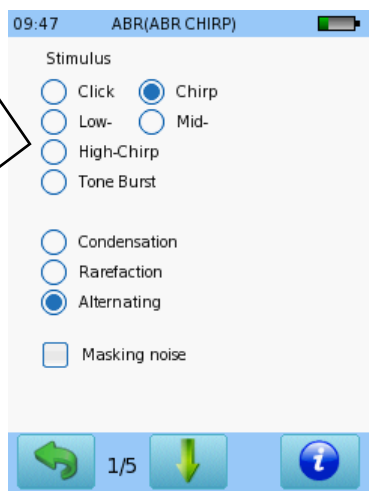 09:47 ABR(ABR CHIRP)
Stimulus
Click Chirp
Low- Mid-
High-Chirp
Tone Burst
Condensation
Rarefaction
Alternating
Masking noise
1/5 i